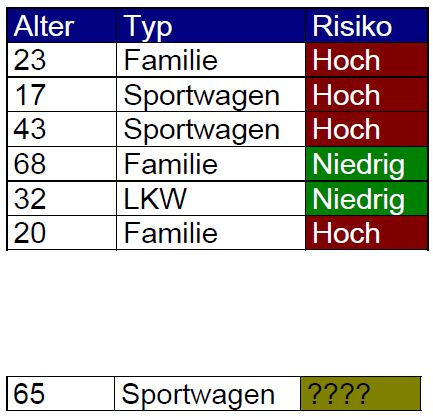 Alter Typ Risiko
23 Familie Hoch
17 Sportwagen Hoch
43 Sportwagen Hoch
68 Familie Niedrig
32 LKW Niedrig
20 Familie Hoch
65 Sportwagen ????